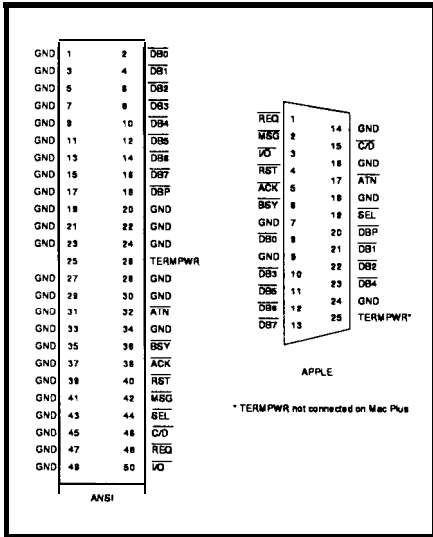 GND 1 2 DB0
GND 3 4 DB1
GND 5 6 DB2
GND 7 8 DB3
GND 9 10 DB4
GND 11 12 DB5
GND 13 14 DB6
GND 15 16 DB7
GND 17 18 DBP
GND 19 20 GND
GND 21 22 GND
GND 23 24 GND
25 26 TERMPWR
GND 27 28 GND
GND 29 30 GND
GND 31 32 ATN
GND 33 34 GND
GND 35 36 BSY
GND 37 38 ACK
GND 39 40 RST
GND 41 42 MSG
GND 43 44 SEL
GND 45 46 C/D
GND 47 48 REQ
GND 49 50 I/O
ANSI
REQ 1
MSG 2
I/O 3
RST 4
ACK 5
BSY 6
GND 7
DB0 8
GND 9
DB3 10
DB5 11
DB6 12
DB7 13
14 GND
15 C/D
16 GND
17 ATN
18 GND
19 SEL
20 DBP
21 DB1
22 DB2
23 DB4
24 GND
25 TERMPWR*
APPLE
* TERMPWR not connected on Mac Plus